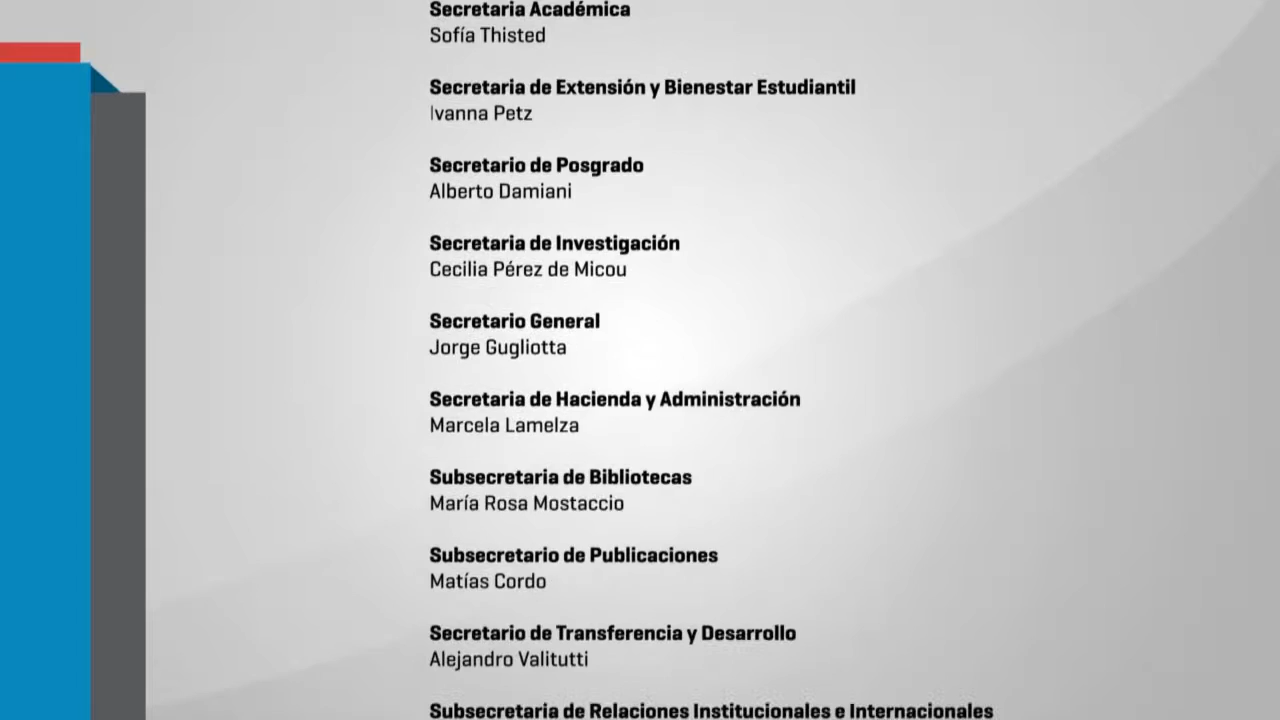 Secretaria Académica
Sofía Thisted
Secretaria de Extensión y Bienestar Estudiantil
Ivanna Petz
Secretario de Posgrado
Alberto Damiani
Secretaria de Investigación
Cecilia Pérez de Micou
Secretario General
Jorge Gugliotta
Secretaria de Hacienda y Administración
Marcela Lamelza
Subsecretaria de Bibliotecas
María Rosa Mostaccio
Subsecretario de Publicaciones
Matías Cordo
Secretario de Transferencia y Desarrollo
Alejandro Valitutti
Subsecretaria de Relaciones Institucionales e Internacionales